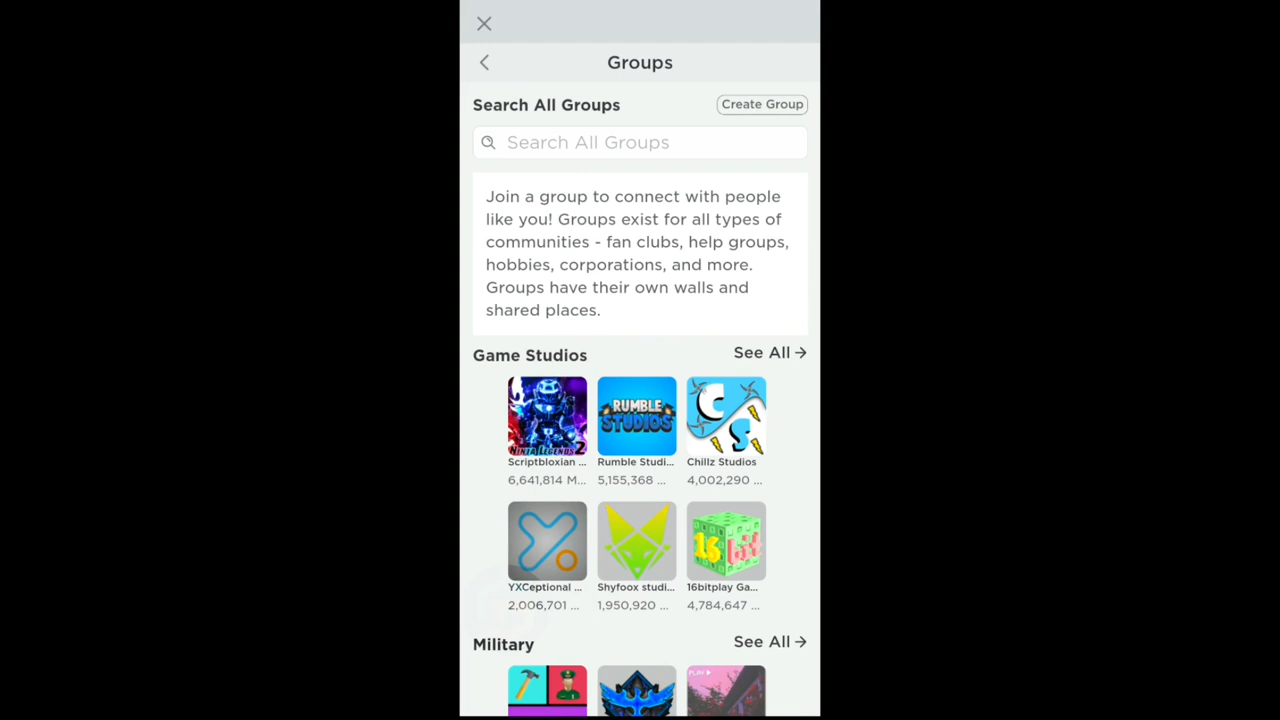 Groups
Search All Groups
Create Group
Search All Groups
Join a group to connect with people
like you! Groups exist for all types of
communities - fan clubs, help groups,
hobbies, corporations, and more.
Groups have their own walls and
shared places.
Game Studios
See All
NINJA LEGENDS 2
RUMBLE
STUDIOS
C
S
Scriptbloxian ...
Rumble Studi...
Chillz Studios
6,641,814 M...
5,155,368 ...
4,002,290 ...
16 bit
YXCeptional ...
Shyfoox studi...
16bitplay Ga...
2,006,701 ...
1,950,920 ...
4,784,647 ...
Military
See All
PLAY